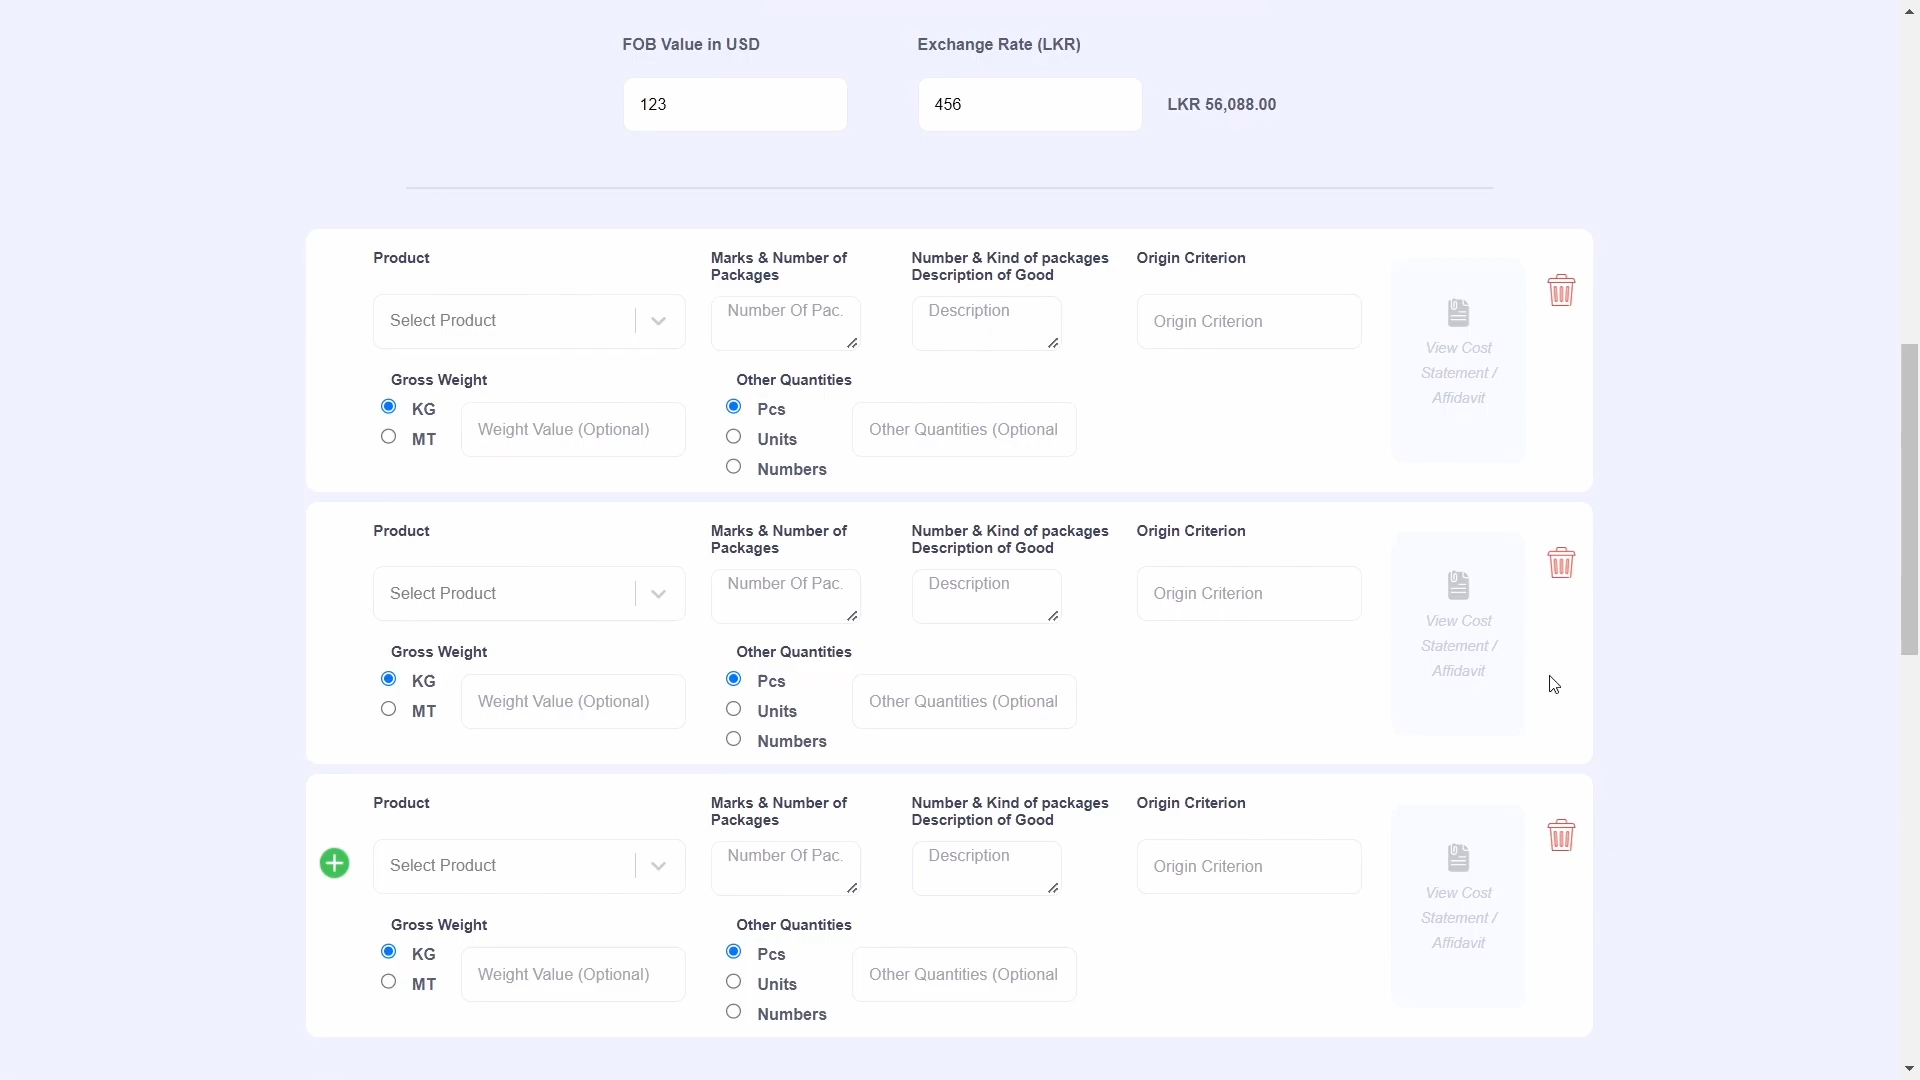 FOB Value in USD Exchange Rate (LKR)
123 456 LKR 56,088.00
Product Marks & Number of Packages Number & Kind of packages Description of Good Origin Criterion
Select Product Number Of Pac. Description Origin Criterion
View Cost Statement / Affidavit
Gross Weight Other Quantities
KG Weight Value (Optional) Pcs Other Quantities (Optional
MT Units
Numbers
Product Marks & Number of Packages Number & Kind of packages Description of Good Origin Criterion
Select Product Number Of Pac. Description Origin Criterion
View Cost Statement / Affidavit
Gross Weight Other Quantities
KG Weight Value (Optional) Pcs Other Quantities (Optional
MT Units
Numbers
Product Marks & Number of Packages Number & Kind of packages Description of Good Origin Criterion
Select Product Number Of Pac. Description Origin Criterion
View Cost Statement / Affidavit
Gross Weight Other Quantities
KG Weight Value (Optional) Pcs Other Quantities (Optional
MT Units
Numbers